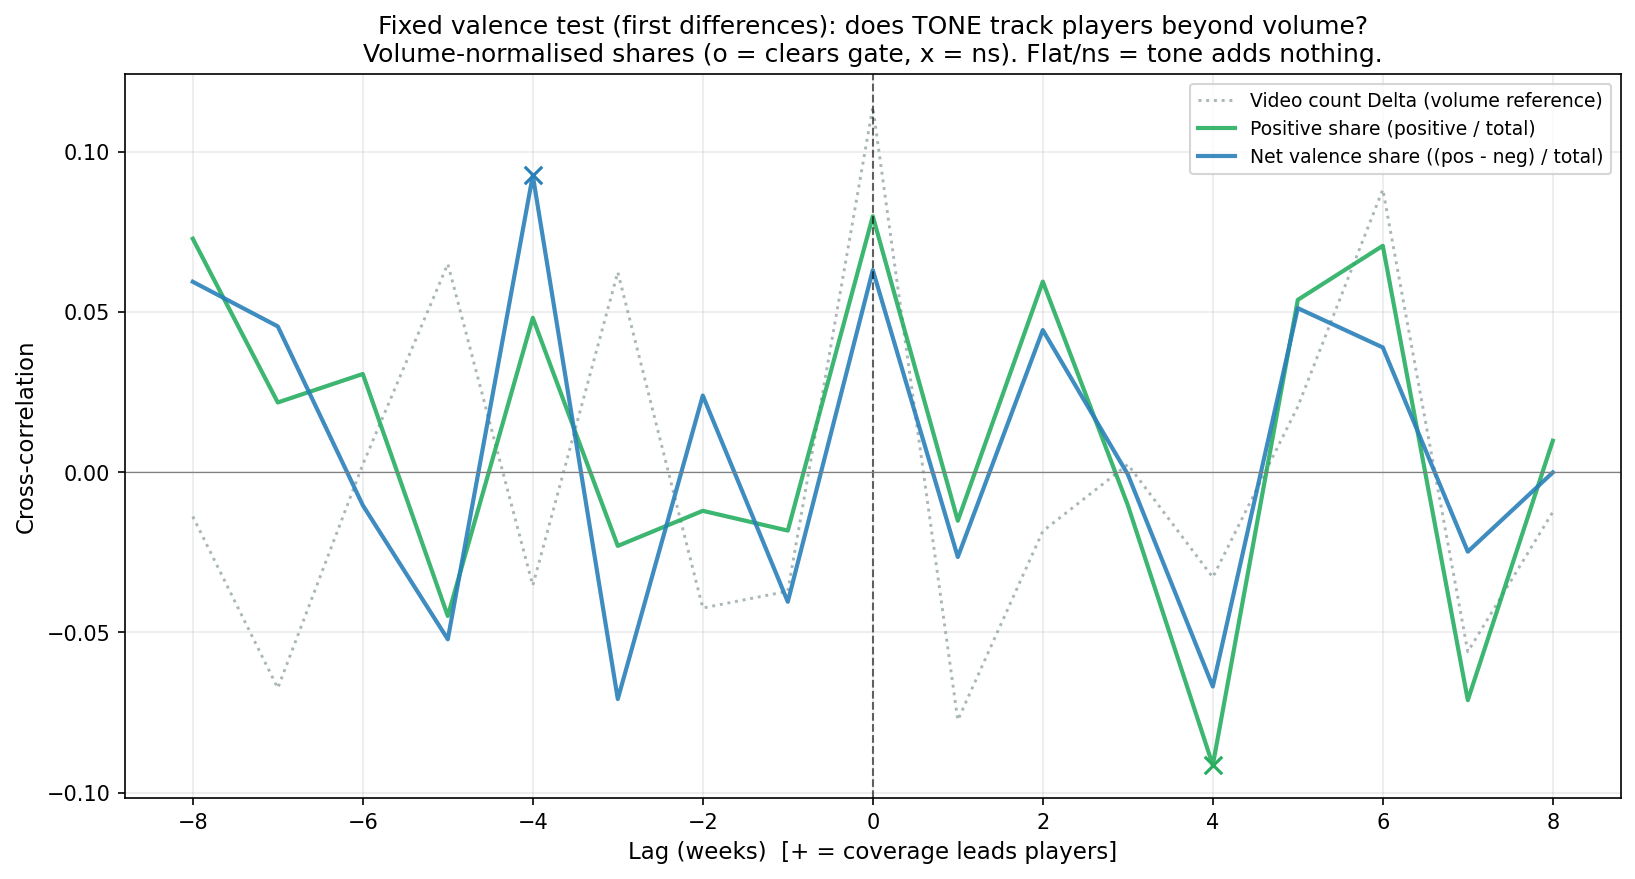 Fixed valence test (first differences): does TONE track players beyond volume?
Volume-normalised shares (o = clears gate, x = ns). Flat/ns = tone adds nothing.
Video count Delta (volume reference)
Positive share (positive / total)
Net valence share ((pos - neg) / total)
Cross-correlation
0.10
0.05
0.00
−0.05
−0.10
−8
−6
−4
−2
0
2
4
6
8
Lag (weeks)  [+ = coverage leads players]